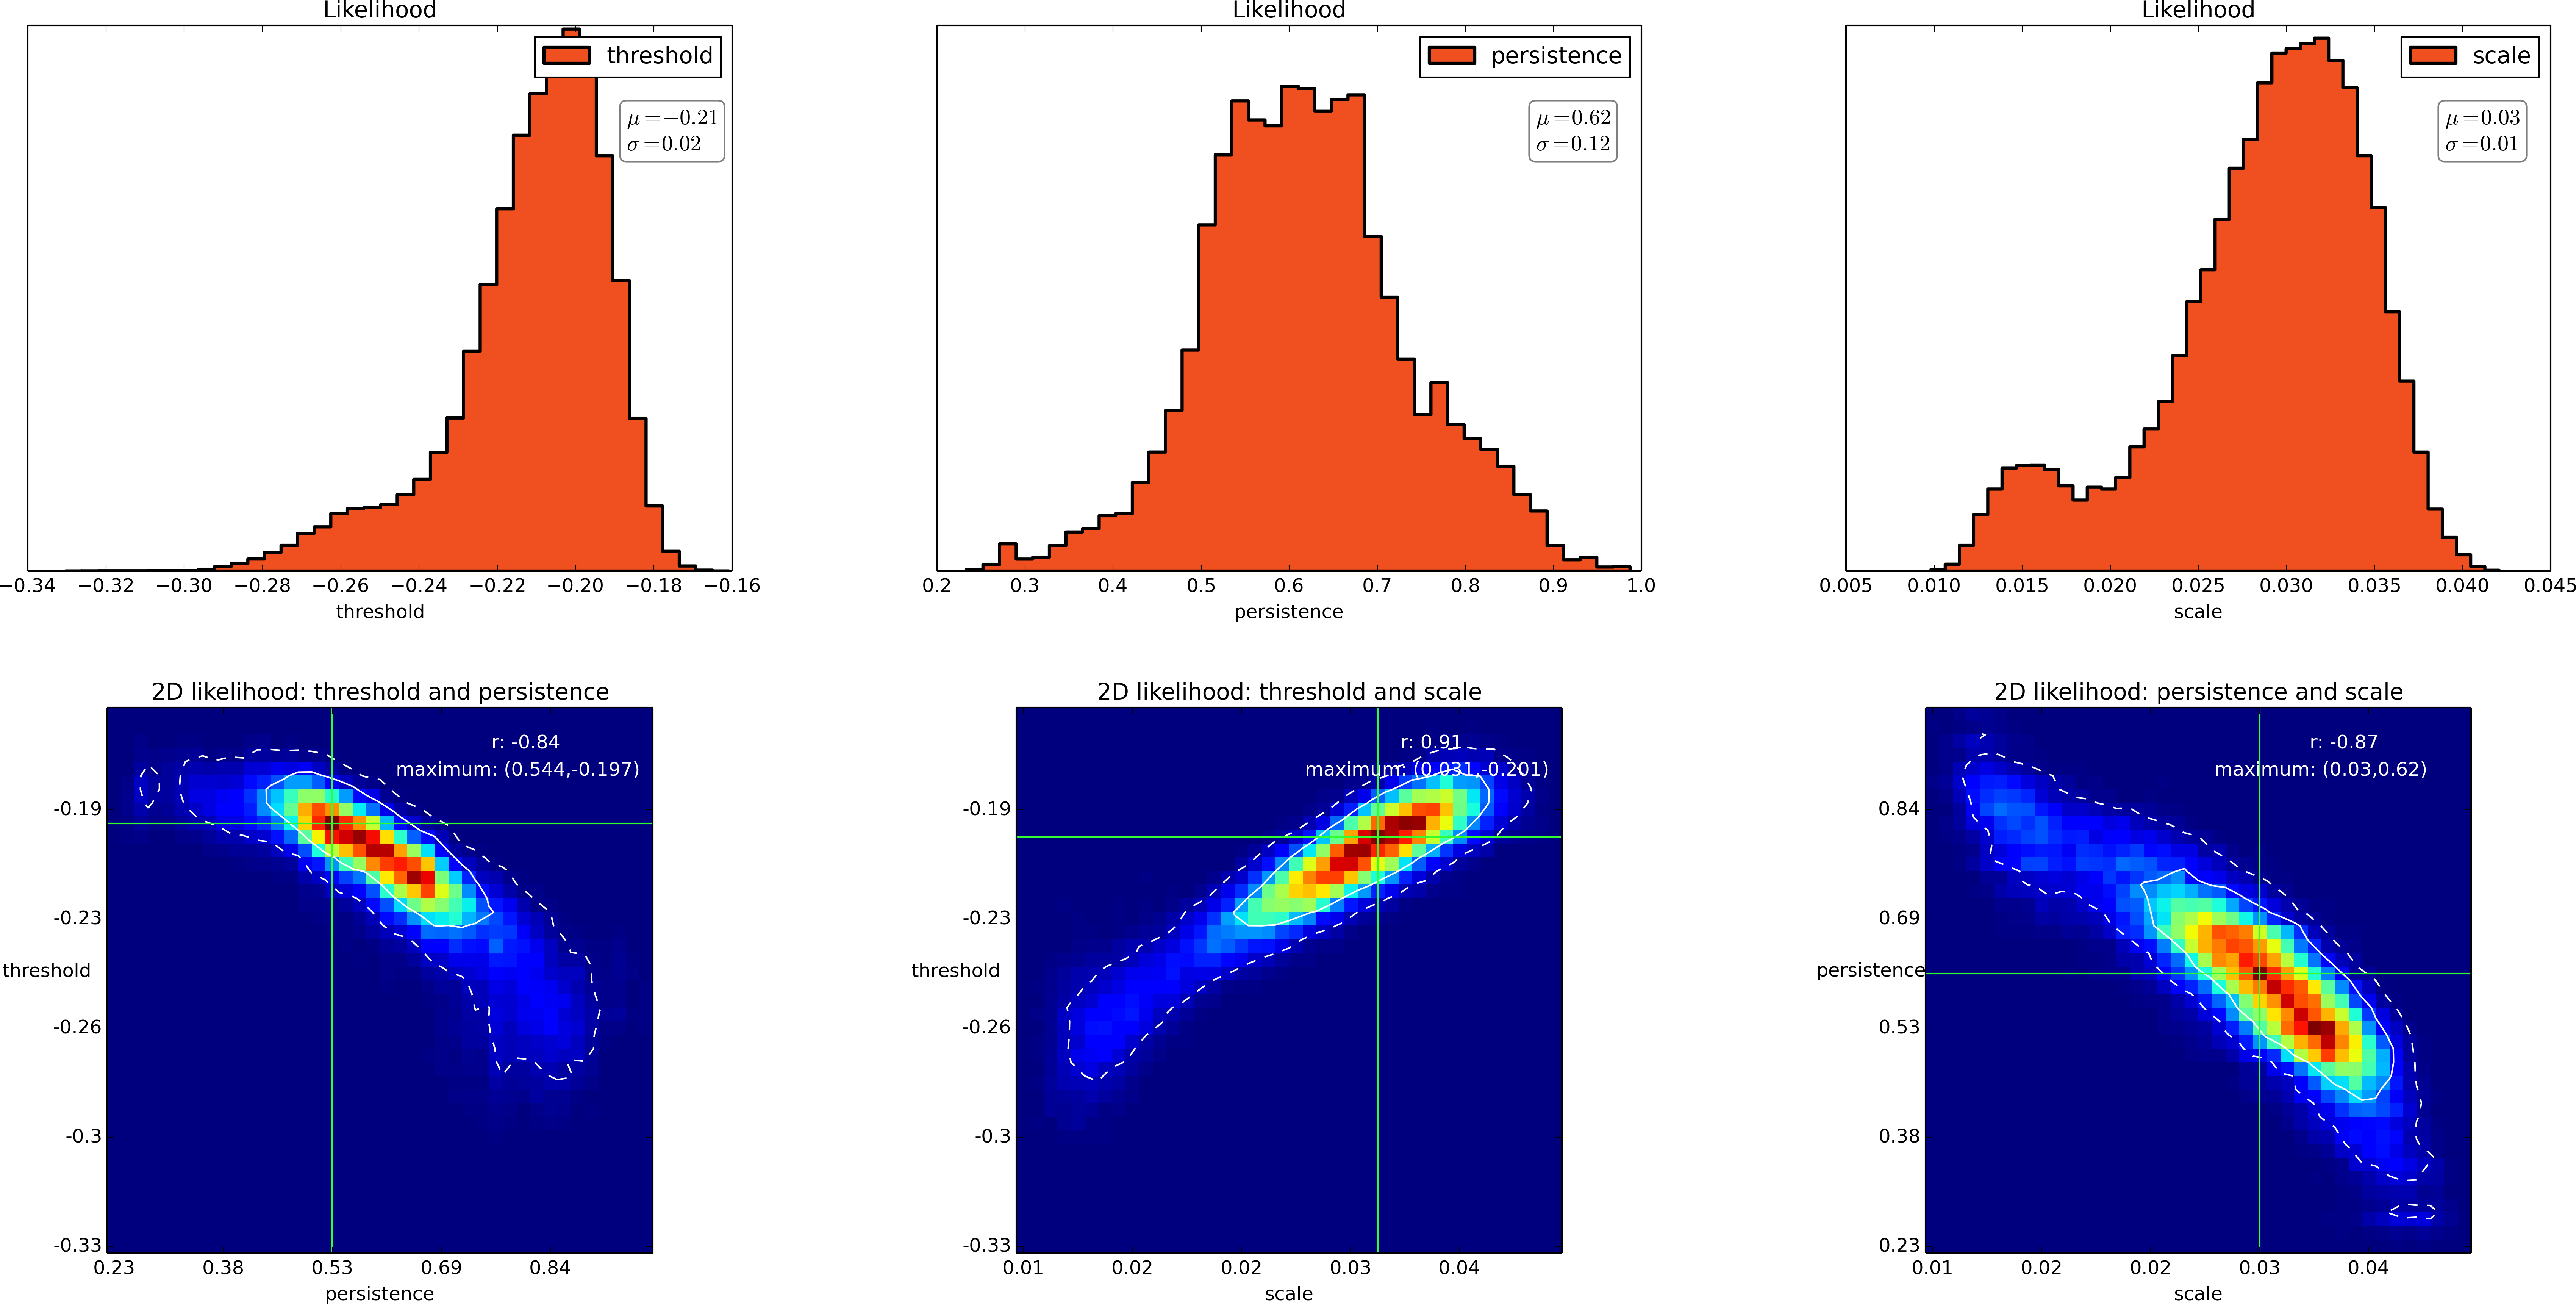 Likelihood
threshold
μ=−0.21
σ=0.02
−0.34 −0.32 −0.30 −0.28 −0.26 −0.24 −0.22 −0.20 −0.18 −0.16
threshold
Likelihood
persistence
μ=0.62
σ=0.12
0.2 0.3 0.4 0.5 0.6 0.7 0.8 0.9 1.0
persistence
Likelihood
scale
μ=0.03
σ=0.01
0.005 0.010 0.015 0.020 0.025 0.030 0.035 0.040 0.045
scale
2D likelihood: threshold and persistence
r: -0.84
maximum: (0.544,-0.197)
-0.19
-0.23
threshold
-0.26
-0.3
-0.33
0.23 0.38 0.53 0.69 0.84
persistence
2D likelihood: threshold and scale
r: 0.91
maximum: (0.031,-0.201)
-0.19
-0.23
threshold
-0.26
-0.3
-0.33
0.01 0.02 0.02 0.03 0.04
scale
2D likelihood: persistence and scale
r: -0.87
maximum: (0.03,0.62)
0.84
0.69
persistence
0.53
0.38
0.23
0.01 0.02 0.02 0.03 0.04
scale